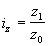 i_z = z_1 / z_0